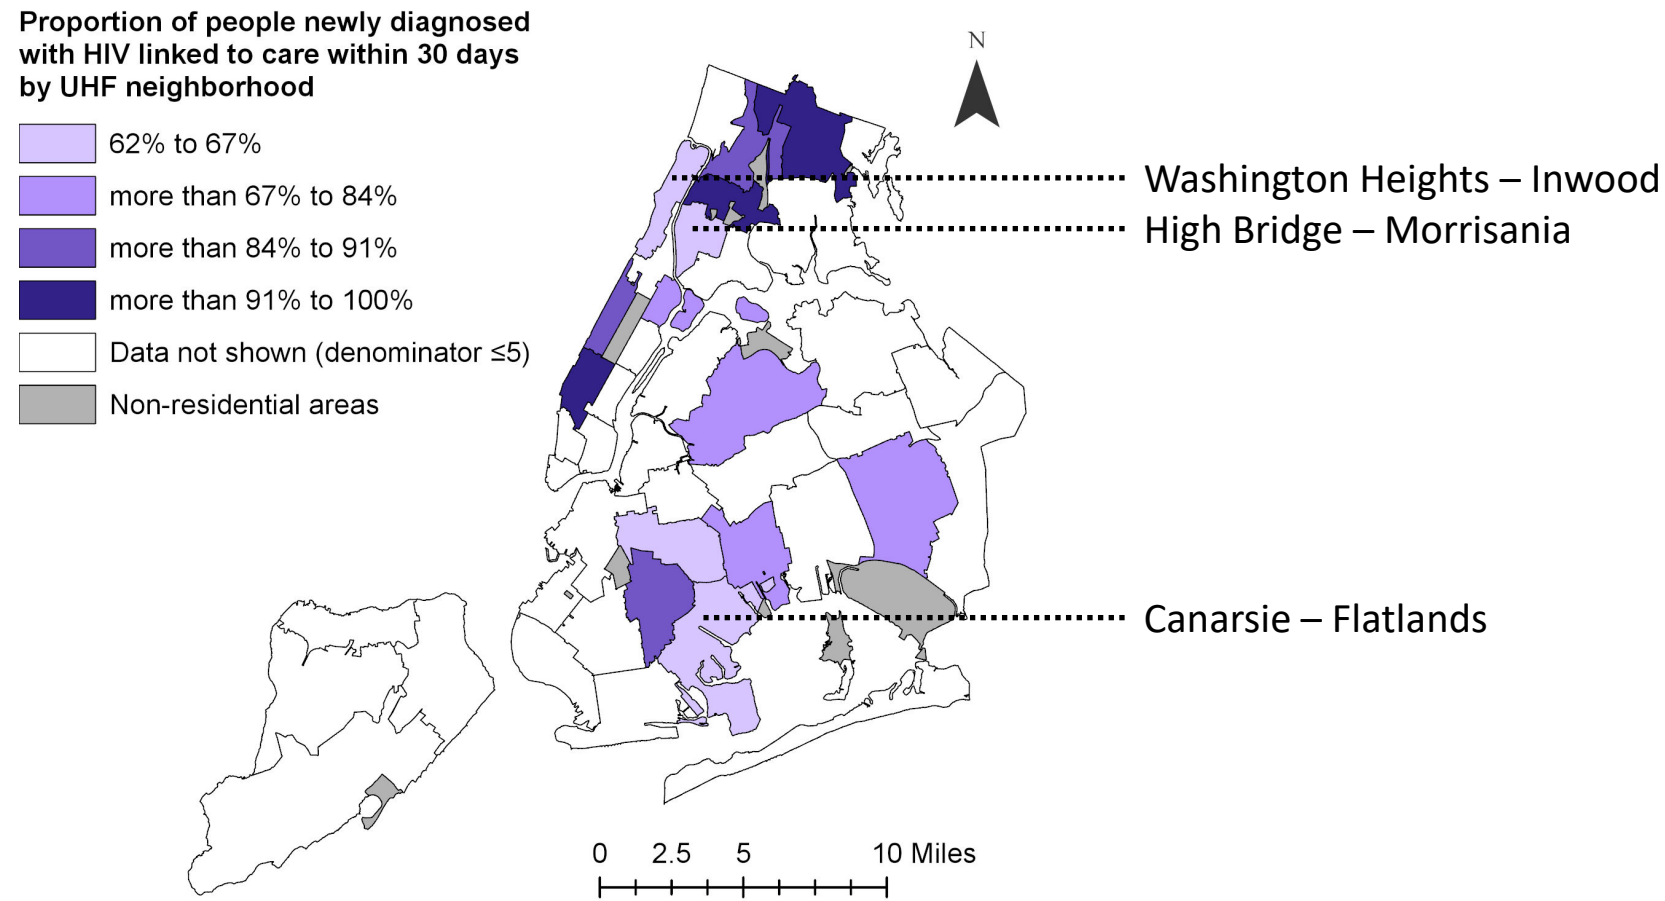 Proportion of people newly diagnosed
with HIV linked to care within 30 days
by UHF neighborhood
62% to 67%
more than 67% to 84%
more than 84% to 91%
more than 91% to 100%
Data not shown (denominator ≤5)
Non-residential areas
N
Washington Heights – Inwood
High Bridge – Morrisania
Canarsie – Flatlands
0 2.5 5 10 Miles